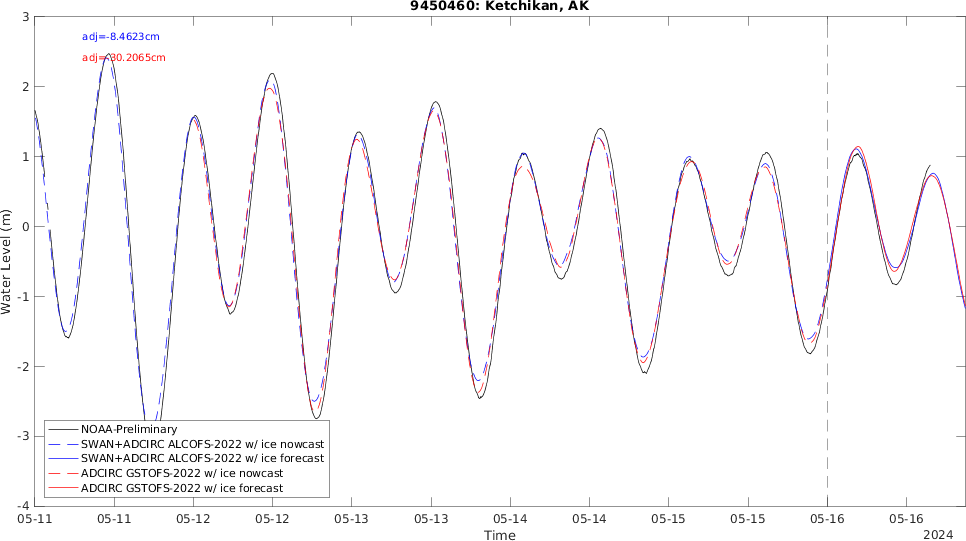 9450460: Ketchikan, AK
adj=-8.4623cm
adj=-30.2065cm
Water Level (m)
3
2
1
0
-1
-2
-3
-4
NOAA-Preliminary
SWAN+ADCIRC ALCOFS-2022 w/ ice nowcast
SWAN+ADCIRC ALCOFS-2022 w/ ice forecast
ADCIRC GSTOFS-2022 w/ ice nowcast
ADCIRC GSTOFS-2022 w/ ice forecast
05-11 05-11 05-12 05-12 05-13 05-13 05-14 05-14 05-15 05-15 05-16 05-16
Time
2024